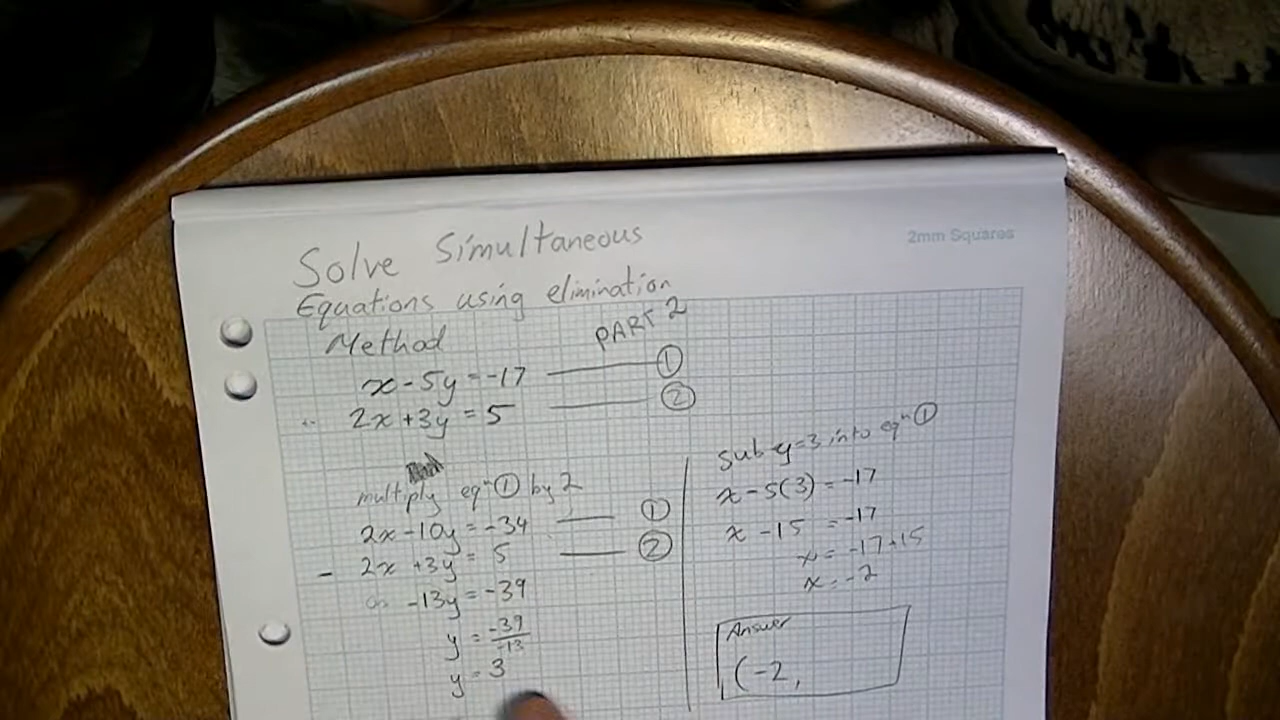 2mm Squares
Solve Simultaneous
Equations using elimination
Method
PART 2
x - 5y = -17 ——— ①
2x + 3y = 5 ——— ②
multiply eqn ① by 2
2x - 10y = -34 —— ①
- 2x + 3y = 5 —— ②
-13y = -39
y = -39/-13
y = 3
sub y=3 into eqn ①
x - 5(3) = -17
x - 15 = -17
x = -17+15
x = -2
Answer
(-2,